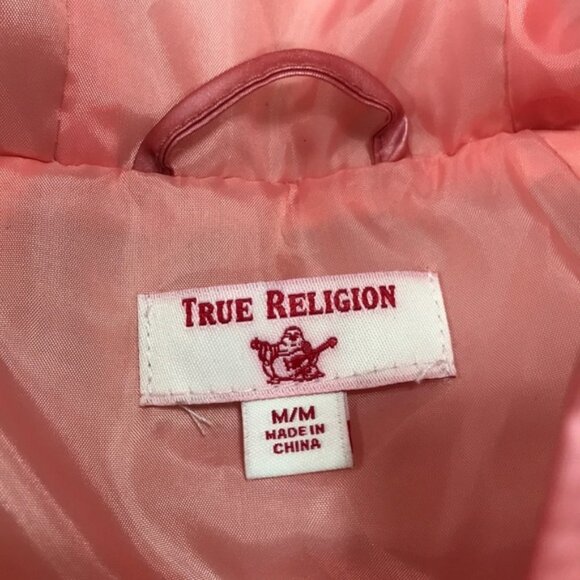 TRUE RELIGION
M/M
MADE IN
CHINA